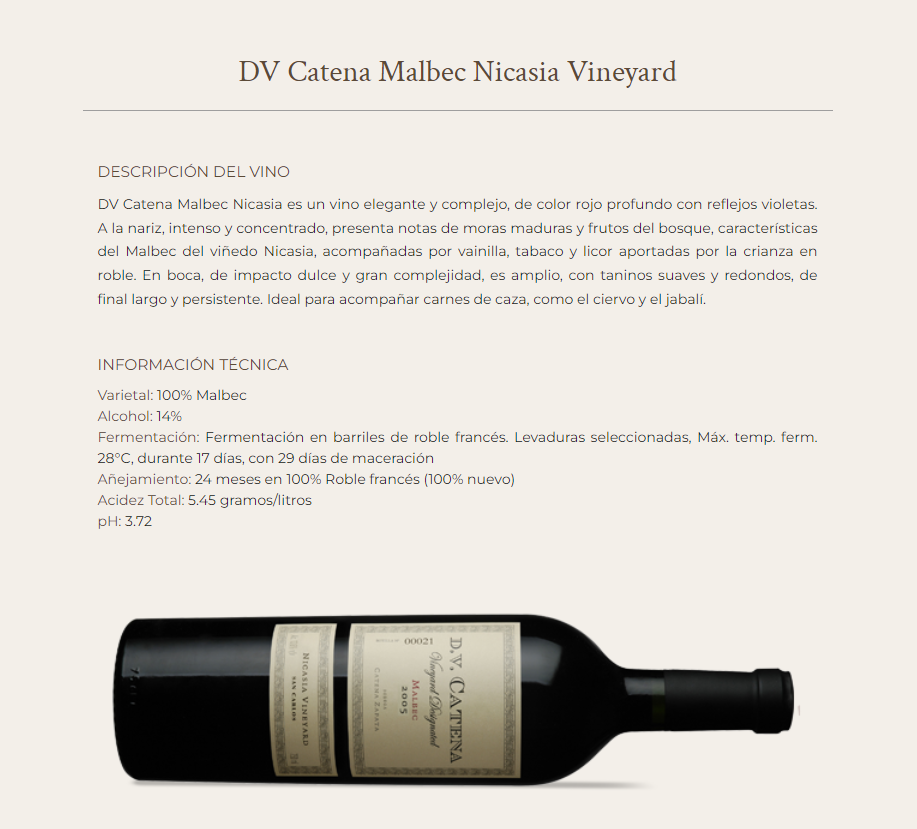 DV Catena Malbec Nicasia Vineyard
DESCRIPCIÓN DEL VINO
DV Catena Malbec Nicasia es un vino elegante y complejo, de color rojo profundo con reflejos violetas.
A la nariz, intenso y concentrado, presenta notas de moras maduras y frutos del bosque, características
del Malbec del viñedo Nicasia, acompañadas por vainilla, tabaco y licor aportadas por la crianza en
roble. En boca, de impacto dulce y gran complejidad, es amplio, con taninos suaves y redondos, de
final largo y persistente. Ideal para acompañar carnes de caza, como el ciervo y el jabalí.
INFORMACIÓN TÉCNICA
Varietal: 100% Malbec
Alcohol: 14%
Fermentación: Fermentación en barriles de roble francés. Levaduras seleccionadas, Máx. temp. ferm.
28°C, durante 17 días, con 29 días de maceración
Añejamiento: 24 meses en 100% Roble francés (100% nuevo)
Acidez Total: 5.45 gramos/litros
pH: 3.72
00021
D.V. CATENA
Vineyard Designated
MALBEC
2005
CATENA ZAPATA
NICASIA VINEYARD
SAN CARLOS